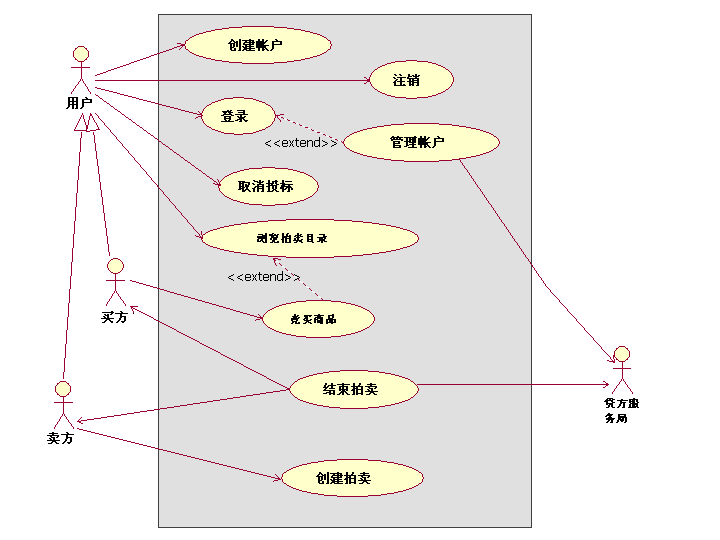 创建帐户
用户
注销
登录
<<extend>>
管理帐户
取消投标
浏览拍卖目录
<<extend>>
买方
竞买商品
结束拍卖
卖方
贷方服
务局
创建拍卖